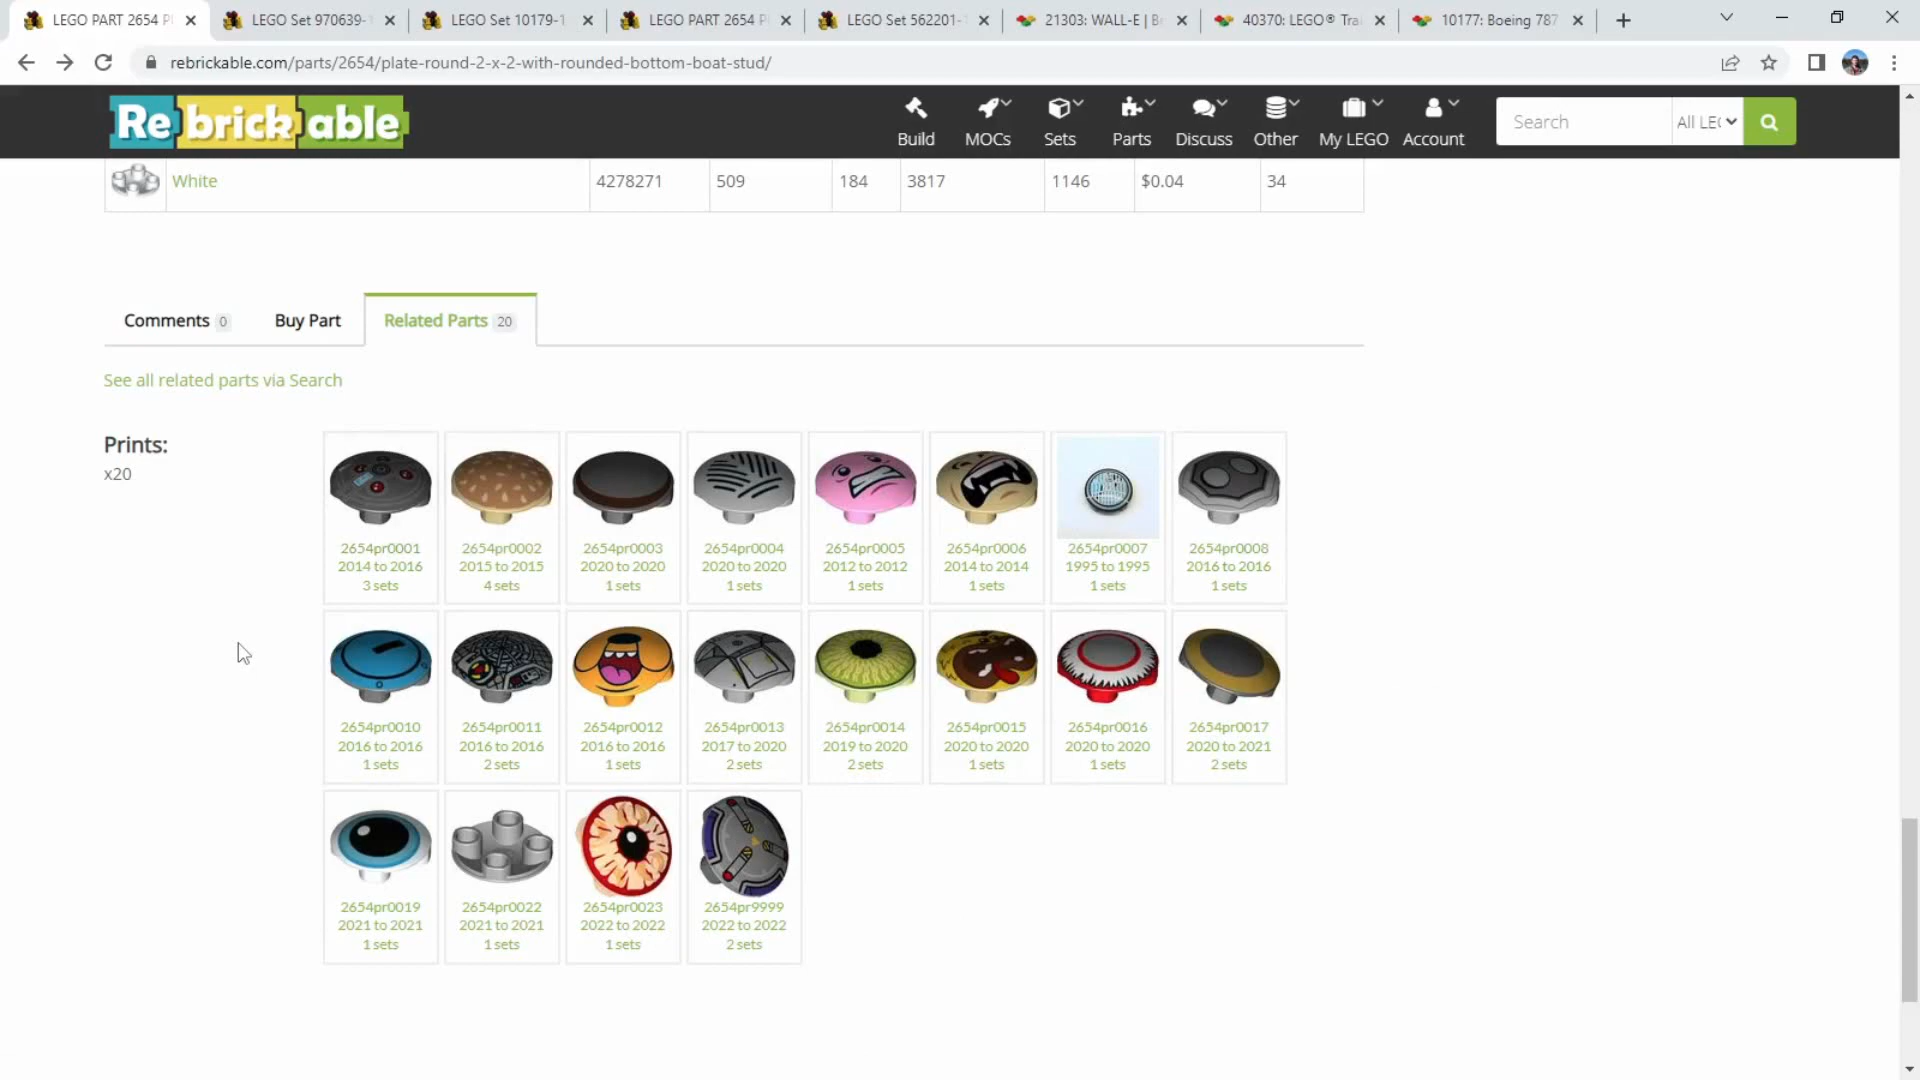 LEGO PART 2654 P
LEGO Set 970639-
LEGO Set 10179-1
LEGO PART 2654 P
LEGO Set 562201-
21303: WALL-E | B
40370: LEGO® Tra
10177: Boeing 787
rebrickable.com/parts/2654/plate-round-2-x-2-with-rounded-bottom-boat-stud/
Rebrickable
Build
MOCs
Sets
Parts
Discuss
Other
My LEGO
Account
Search
All LE
White 4278271 509 184 3817 1146 $0.04 34
Comments 0 Buy Part Related Parts 20
See all related parts via Search
Prints:
x20
2654pr0001 2654pr0002 2654pr0003 2654pr0004 2654pr0005 2654pr0006 2654pr0007 2654pr0008
2014 to 2016 2015 to 2015 2020 to 2020 2020 to 2020 2012 to 2012 2014 to 2014 1995 to 1995 2016 to 2016
3 sets 4 sets 1 sets 1 sets 1 sets 1 sets 1 sets 1 sets
2654pr0010 2654pr0011 2654pr0012 2654pr0013 2654pr0014 2654pr0015 2654pr0016 2654pr0017
2016 to 2016 2016 to 2016 2016 to 2016 2017 to 2020 2019 to 2020 2020 to 2020 2020 to 2020 2020 to 2021
1 sets 2 sets 1 sets 2 sets 2 sets 1 sets 1 sets 2 sets
2654pr0019 2654pr0022 2654pr0023 2654pr9999
2021 to 2021 2021 to 2021 2022 to 2022 2022 to 2022
1 sets 1 sets 1 sets 2 sets